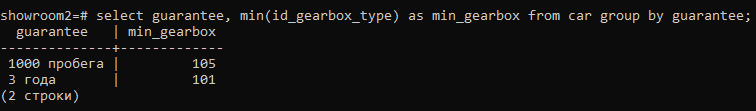 showroom2=# select guarantee, min(id_gearbox_type) as min_gearbox from car group by guarantee;
  guarantee   | min_gearbox
--------------+-------------
 1000 пробега |         105
 3 года       |         101
(2 строки)